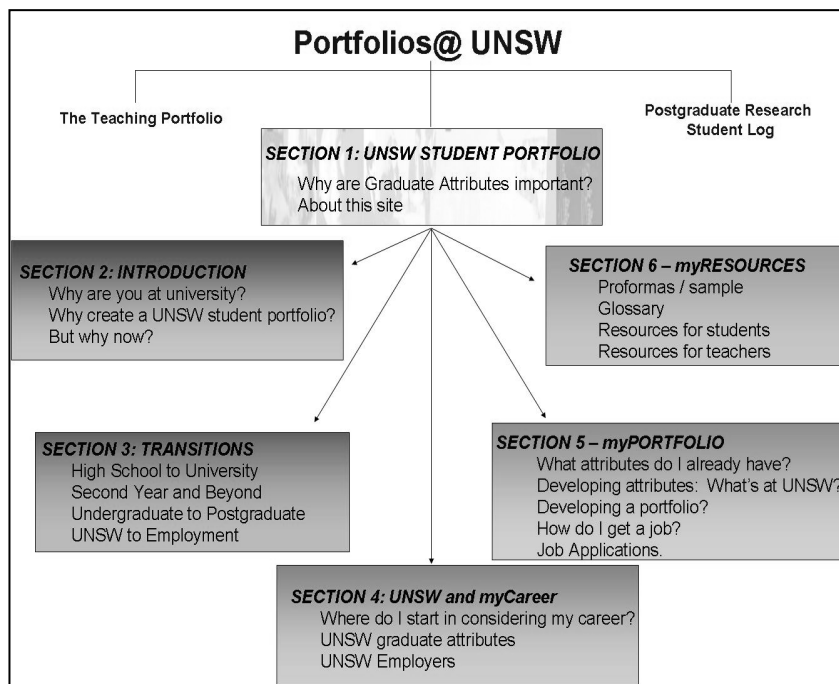 Portfolios@ UNSW
The Teaching Portfolio
Postgraduate Research
Student Log
SECTION 1: UNSW STUDENT PORTFOLIO
Why are Graduate Attributes important?
About this site
SECTION 2: INTRODUCTION
Why are you at university?
Why create a UNSW student portfolio?
But why now?
SECTION 6 – myRESOURCES
Proformas / sample
Glossary
Resources for students
Resources for teachers
SECTION 3: TRANSITIONS
High School to University
Second Year and Beyond
Undergraduate to Postgraduate
UNSW to Employment
SECTION 5 – myPORTFOLIO
What attributes do I already have?
Developing attributes: What's at UNSW?
Developing a portfolio?
How do I get a job?
Job Applications.
SECTION 4: UNSW and myCareer
Where do I start in considering my career?
UNSW graduate attributes
UNSW Employers